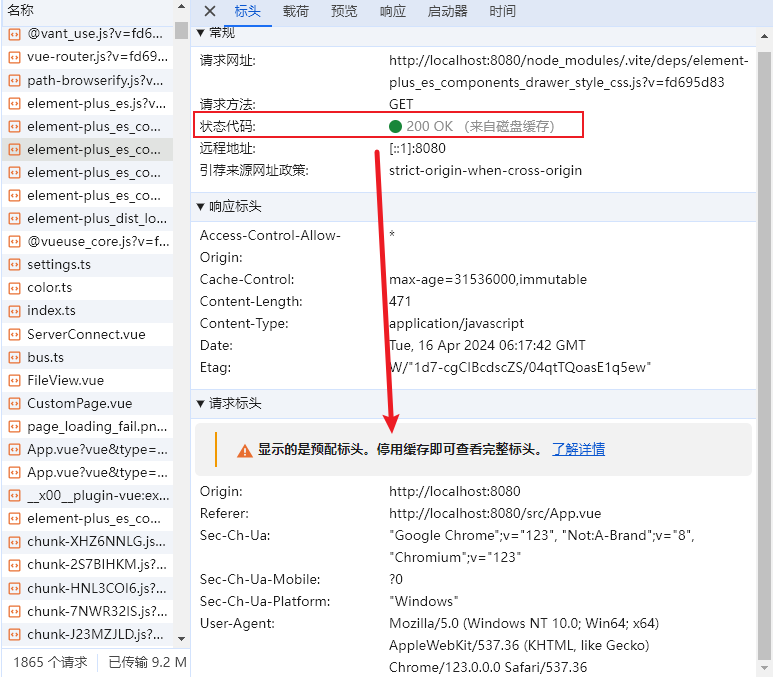 名称
@vant_use.js?v=fd6...
vue-router.js?v=fd69...
path-browserify.js?v...
element-plus_es.js?v...
element-plus_es_co...
element-plus_es_co...
element-plus_es_co...
element-plus_es_co...
element-plus_dist_lo...
@vueuse_core.js?v=f...
settings.ts
color.ts
index.ts
ServerConnect.vue
bus.ts
FileView.vue
CustomPage.vue
page_loading_fail.pn...
App.vue?vue&type=...
App.vue?vue&type=...
__x00__plugin-vue:ex...
element-plus_es_co...
chunk-XHZ6NNLG.js...
chunk-2S7BIHKM.js?...
chunk-HNL3COI6.js?...
chunk-7NWR32IS.js?...
chunk-J23MZJLD.js?...
1865 个请求 已传输 9.2 M
标头 载荷 预览 响应 启动器 时间
常规
请求网址: http://localhost:8080/node_modules/.vite/deps/element-
plus_es_components_drawer_style_css.js?v=fd695d83
请求方法: GET
状态代码: 200 OK （来自磁盘缓存）
远程地址: [::1]:8080
引荐来源网址政策: strict-origin-when-cross-origin
响应标头
Access-Control-Allow- *
Origin:
Cache-Control: max-age=31536000,immutable
Content-Length: 471
Content-Type: application/javascript
Date: Tue, 16 Apr 2024 06:17:42 GMT
Etag: W/"1d7-cgCIBcdscZS/04qtTQoasE1q5ew"
请求标头
显示的是预配标头。停用缓存即可查看完整标头。 了解详情
Origin: http://localhost:8080
Referer: http://localhost:8080/src/App.vue
Sec-Ch-Ua: "Google Chrome";v="123", "Not:A-Brand";v="8",
"Chromium";v="123"
Sec-Ch-Ua-Mobile: ?0
Sec-Ch-Ua-Platform: "Windows"
User-Agent: Mozilla/5.0 (Windows NT 10.0; Win64; x64)
AppleWebKit/537.36 (KHTML, like Gecko)
Chrome/123.0.0.0 Safari/537.36